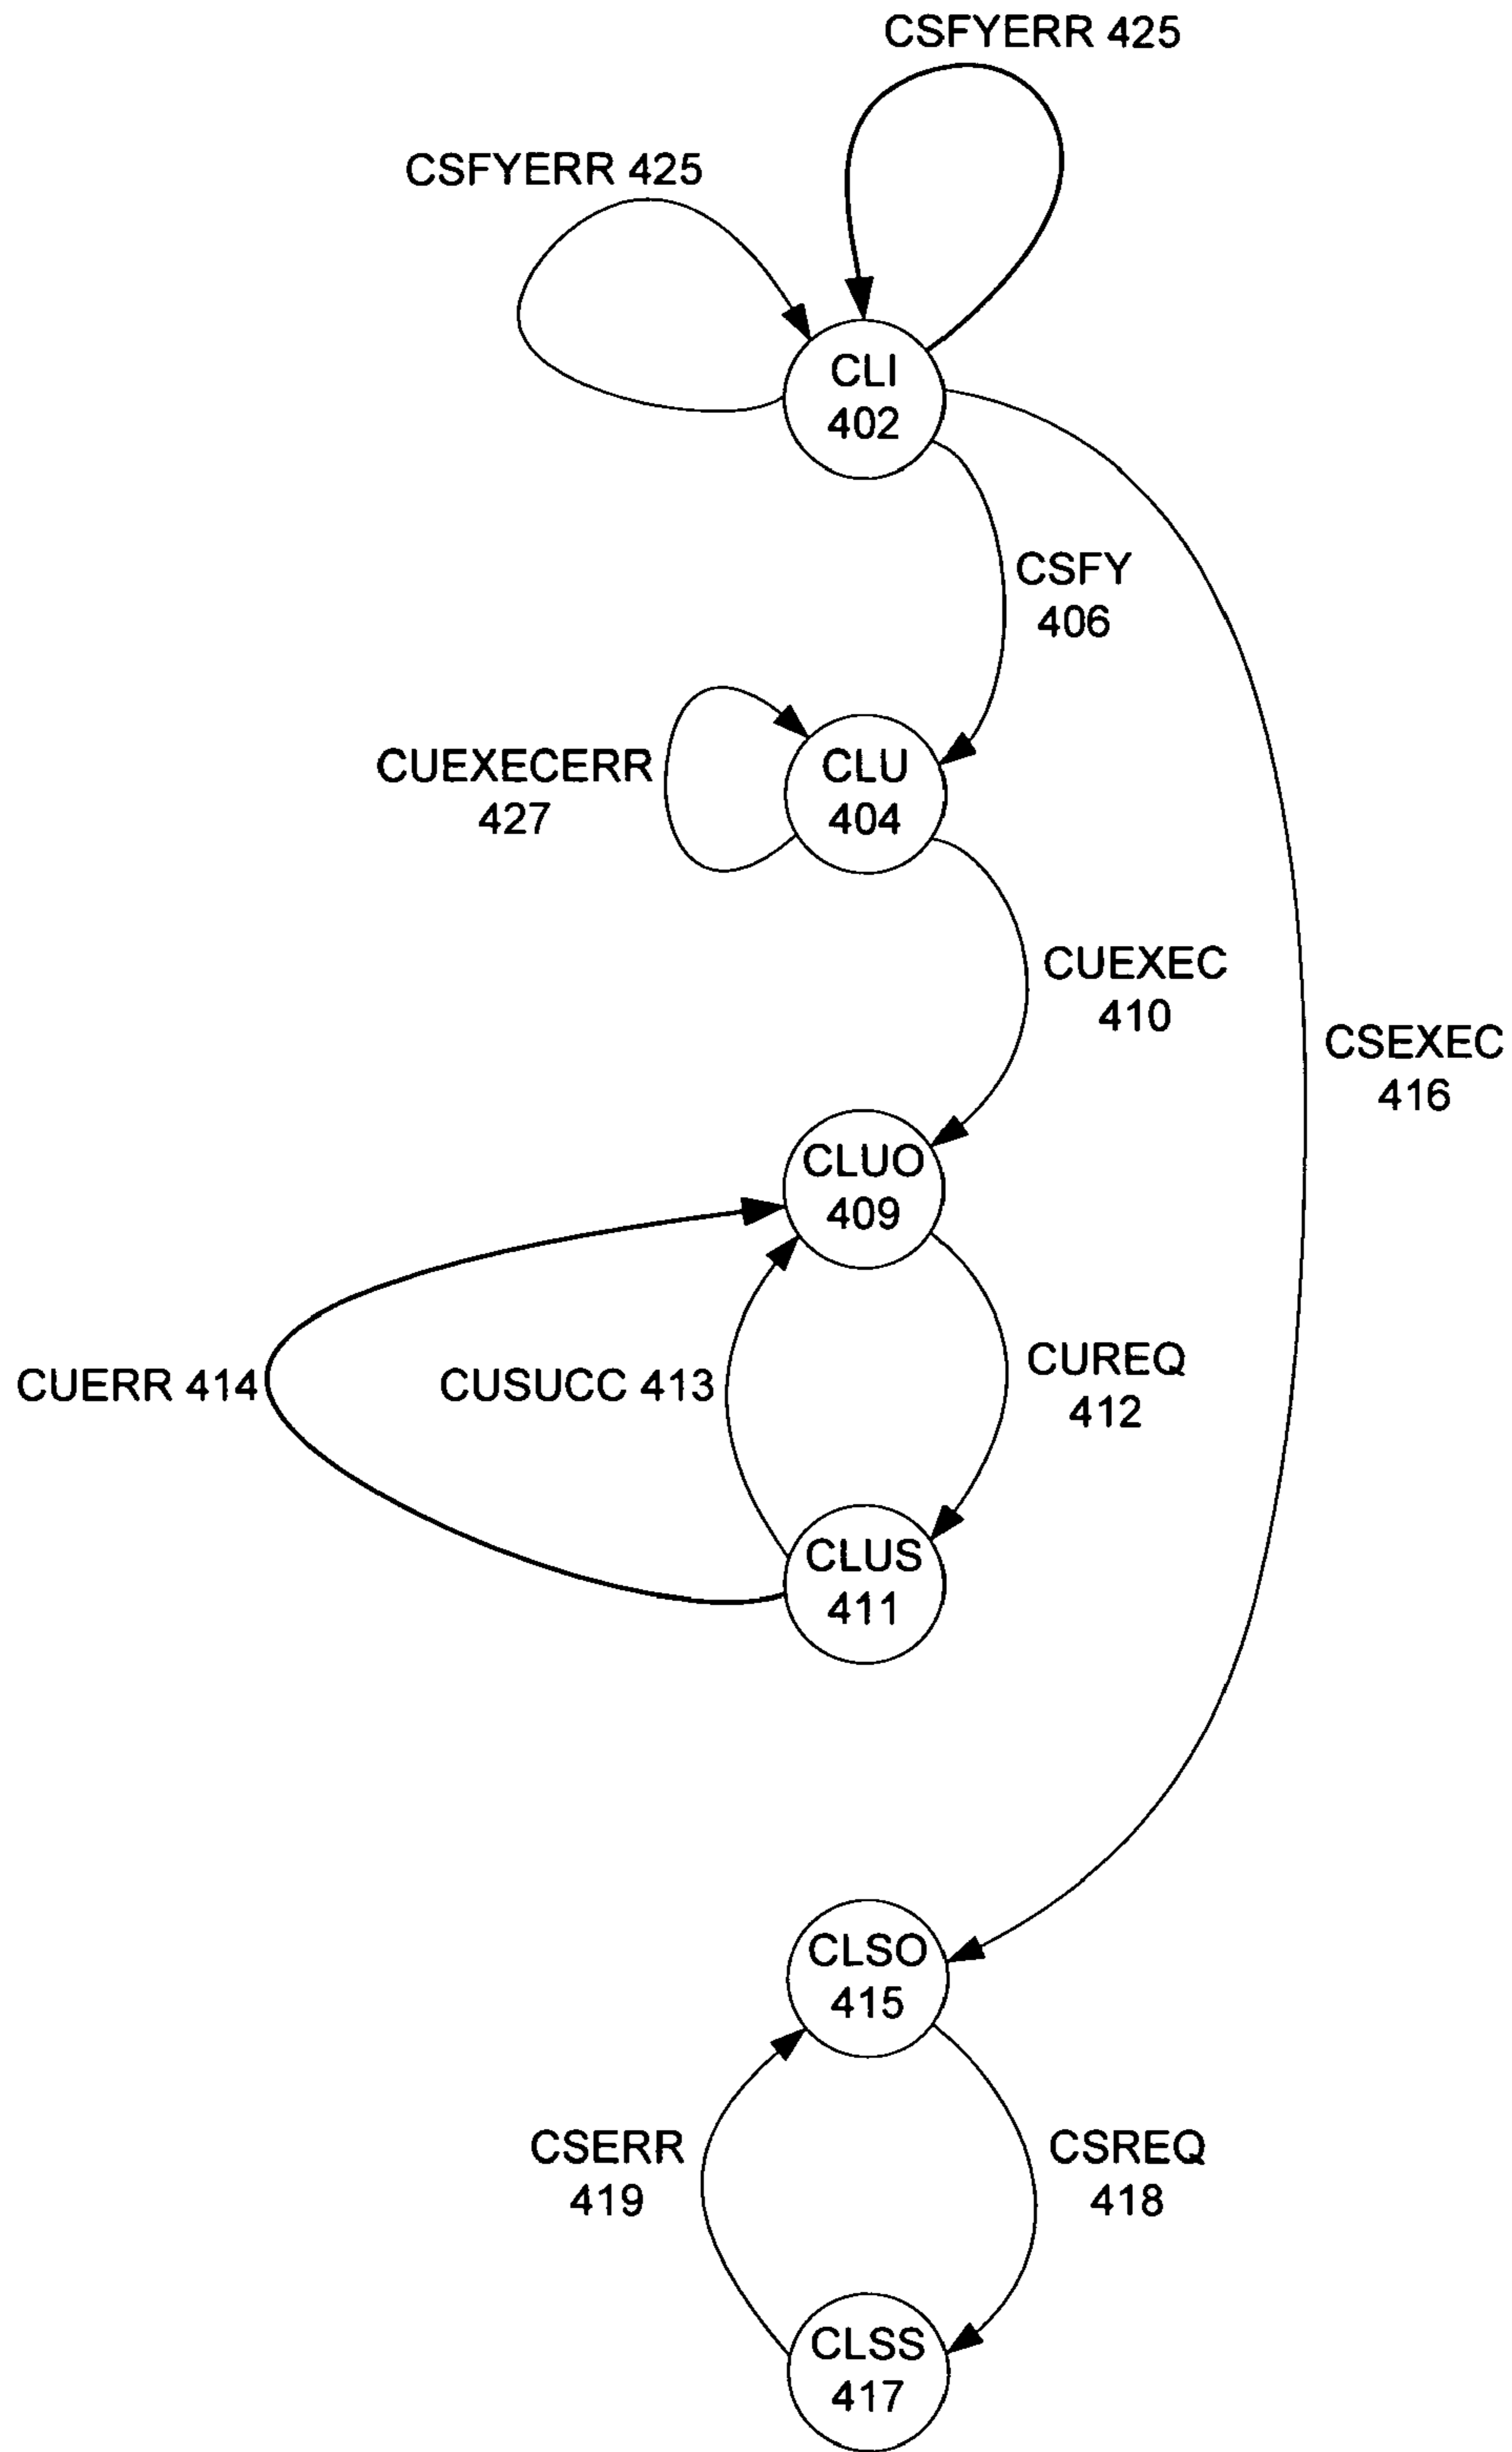 CSFYERR 425
CSFYERR 425
CLI
402
CSFY
406
CUEXECERR
427
CLU
404
CUEXEC
410
CSEXEC
416
CLUO
409
CUERR 414
CUSUCC 413
CUREQ
412
CLUS
411
CLSO
415
CSERR
419
CSREQ
418
CLSS
417